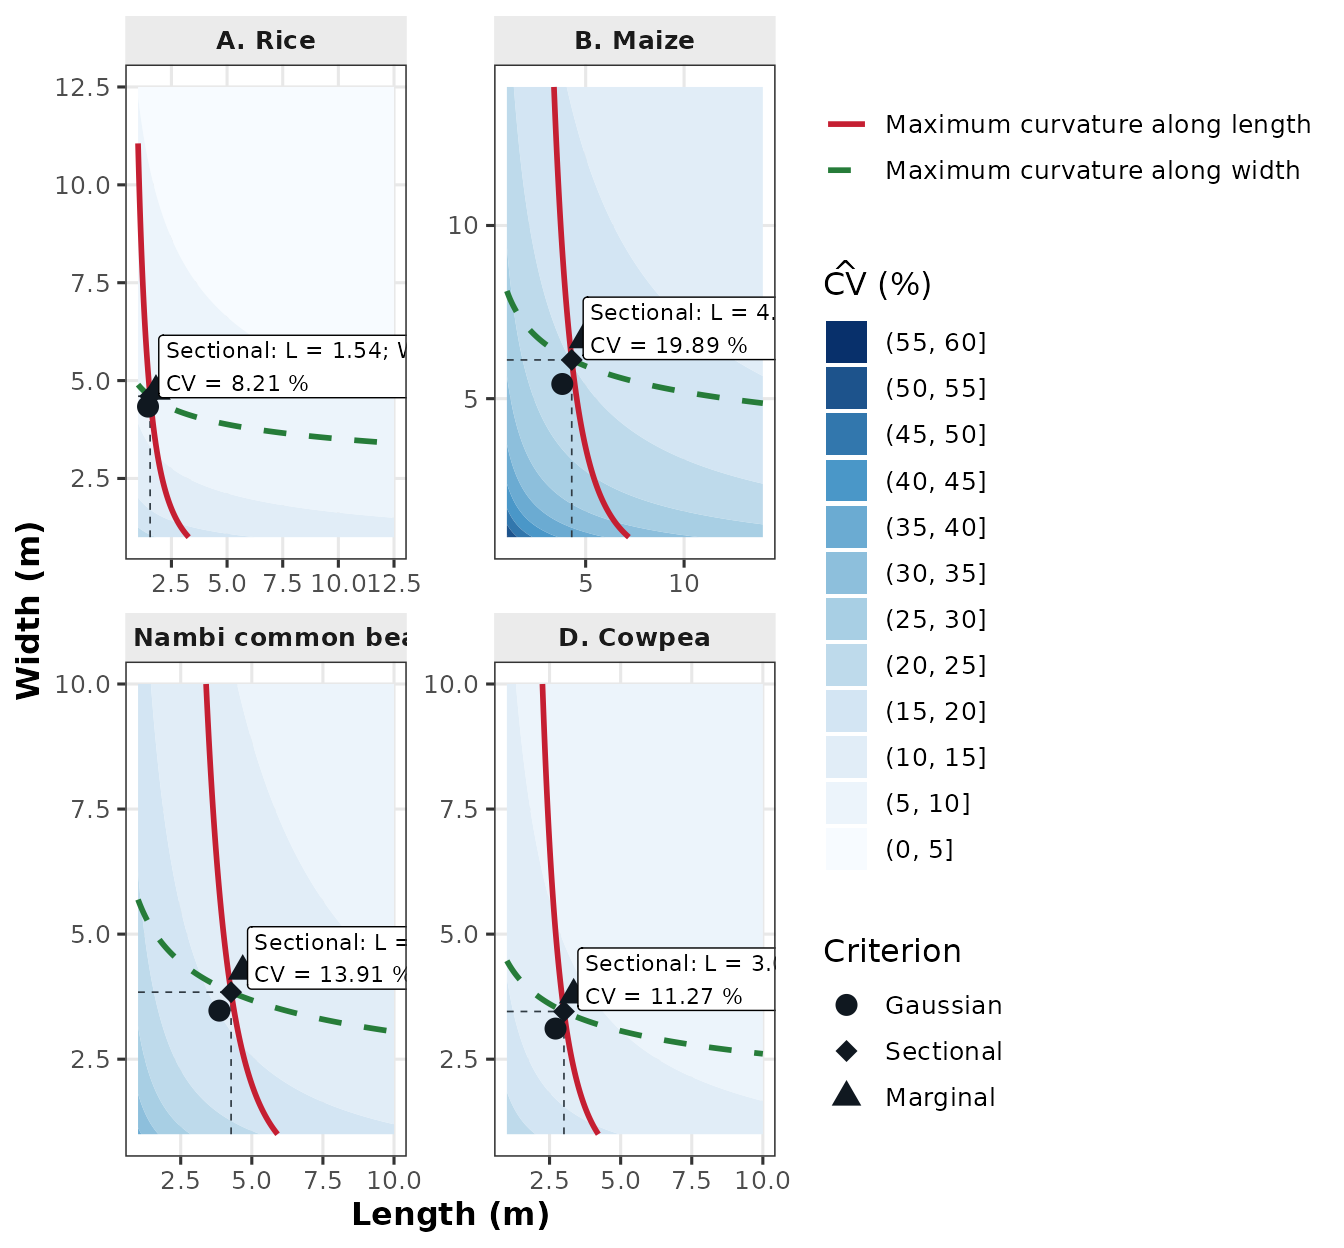 A. Rice
B. Maize
12.5
10.0
7.5
5.0
2.5
Sectional: L = 1.54; W
CV = 8.21 %
2.5 5.0 7.5 10.0 12.5
10
5
Sectional: L = 4.
CV = 19.89 %
5 10
Nambi common bea
D. Cowpea
10.0
7.5
5.0
2.5
Sectional: L =
CV = 13.91 %
2.5 5.0 7.5 10.0
10.0
7.5
5.0
2.5
Sectional: L = 3.0
CV = 11.27 %
2.5 5.0 7.5 10.0
Width (m)
Length (m)
Maximum curvature along length
Maximum curvature along width
C͡V (%)
(55, 60]
(50, 55]
(45, 50]
(40, 45]
(35, 40]
(30, 35]
(25, 30]
(20, 25]
(15, 20]
(10, 15]
(5, 10]
(0, 5]
Criterion
Gaussian
Sectional
Marginal